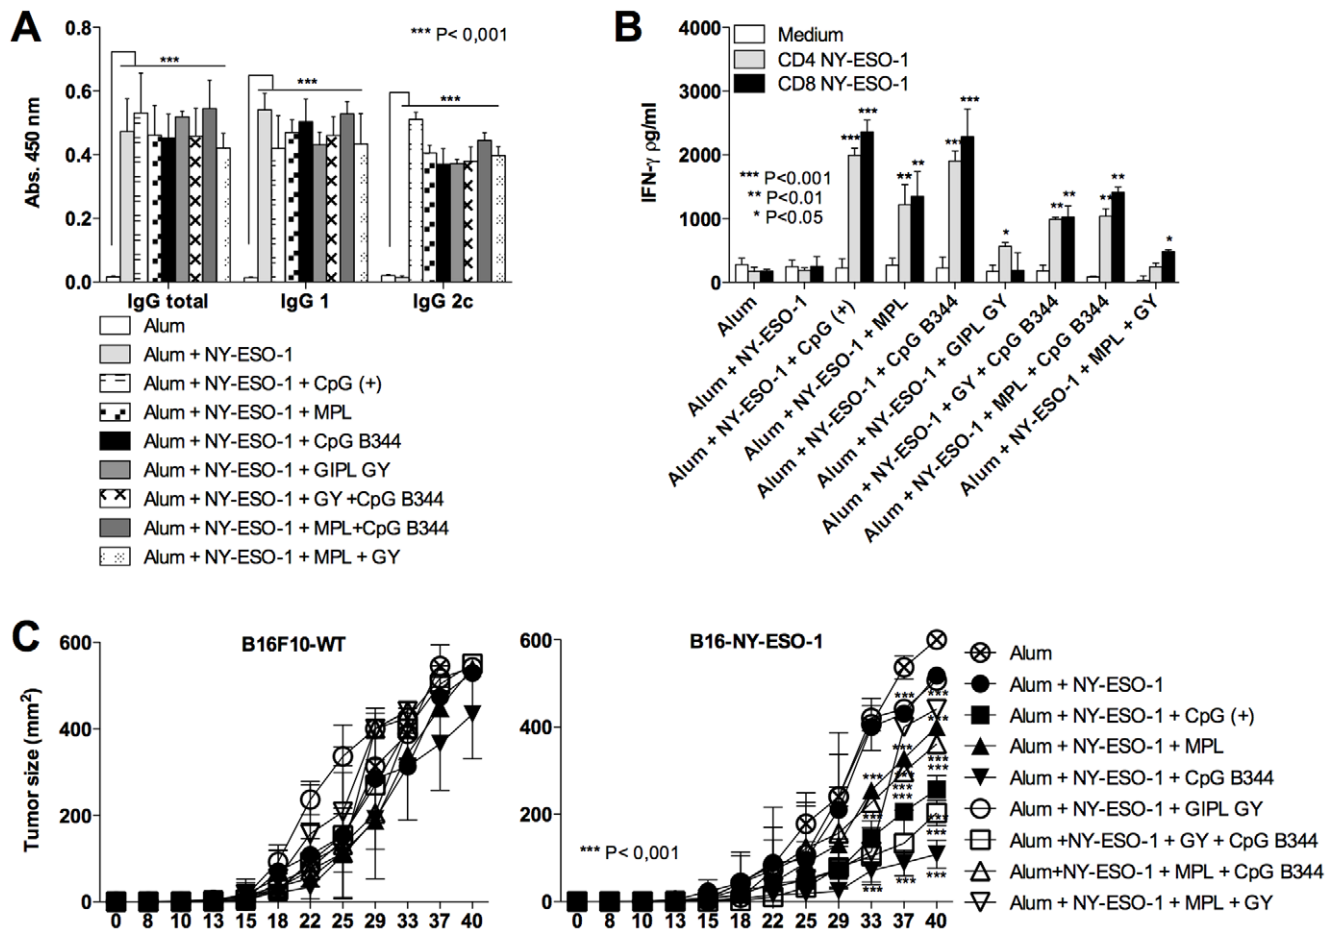 A
0.8
0.6
0.4
0.2
0.0
Abs. 450 nm
*** P< 0,001
***
***
***
IgG total
IgG 1
IgG 2c
Alum
Alum + NY-ESO-1
Alum + NY-ESO-1 + CpG (+)
Alum + NY-ESO-1 + MPL
Alum + NY-ESO-1 + CpG B344
Alum + NY-ESO-1 + GIPL GY
Alum + NY-ESO-1 + GY +CpG B344
Alum + NY-ESO-1 + MPL+CpG B344
Alum + NY-ESO-1 + MPL + GY
B
4000
3000
2000
1000
0
IFN-γ ρg/ml
Medium
CD4 NY-ESO-1
CD8 NY-ESO-1
*** P<0.001
** P<0.01
* P<0.05
*** ***
** **
*** ***
*
** **
** **
*
Alum
Alum + NY-ESO-1
Alum + NY-ESO-1 + CpG (+)
Alum + NY-ESO-1 + MPL
Alum + NY-ESO-1 + CpG B344
Alum + NY-ESO-1 + GIPL GY
Alum + NY-ESO-1 + GY + CpG B344
Alum + NY-ESO-1 + MPL + CpG B344
Alum + NY-ESO-1 + MPL + GY
C
B16F10-WT
600
400
200
0
Tumor size (mm2)
0 8 10 13 15 18 22 25 29 33 37 40
B16-NY-ESO-1
600
400
200
0
*** P< 0,001
0 8 10 13 15 18 22 25 29 33 37 40
Alum
Alum + NY-ESO-1
Alum + NY-ESO-1 + CpG (+)
Alum + NY-ESO-1 + MPL
Alum + NY-ESO-1 + CpG B344
Alum + NY-ESO-1 + GIPL GY
Alum +NY-ESO-1 + GY + CpG B344
Alum+NY-ESO-1 + MPL + CpG B344
Alum + NY-ESO-1 + MPL + GY